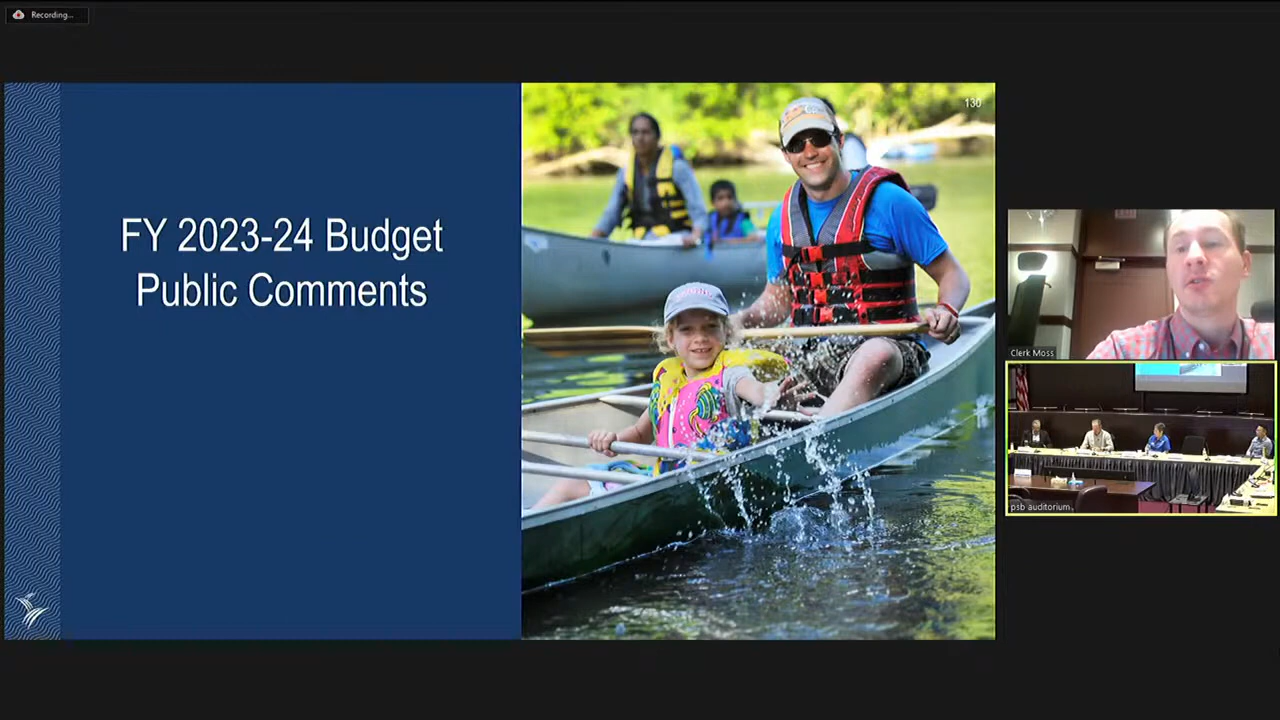 Recording...
130
FY 2023-24 Budget
Public Comments
Clerk Moss
psb auditorium